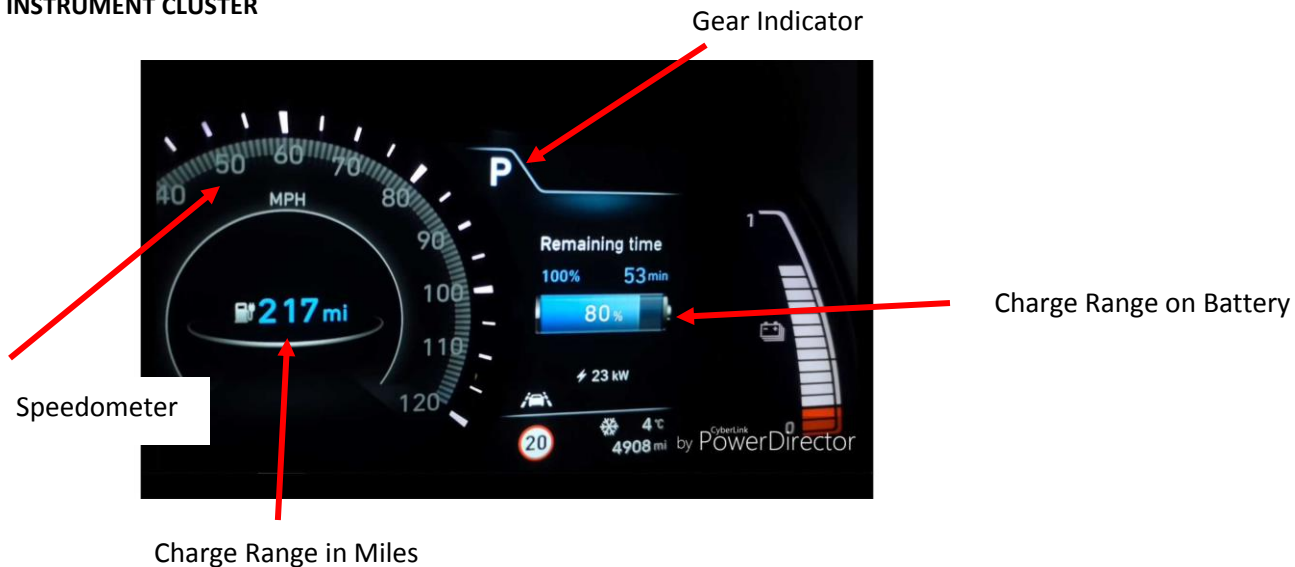 INSTRUMENT CLUSTER
Gear Indicator
40
50
60
70
80
90
100
110
120
MPH
217 mi
P
Remaining time
100% 53 min
80 %
23 kW
20
4 °C
4908 mi
1
0
by CyberLink PowerDirector
Charge Range on Battery
Speedometer
Charge Range in Miles